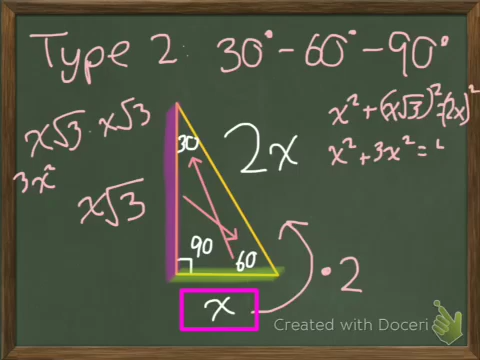 Type 2: 30° - 60° - 90°
x√3 · x√3
3x²
x² + (x√3)² = (2x)²
x² + 3x² =
30
2x
x√3
90
60
x
· 2
Created with Doceri